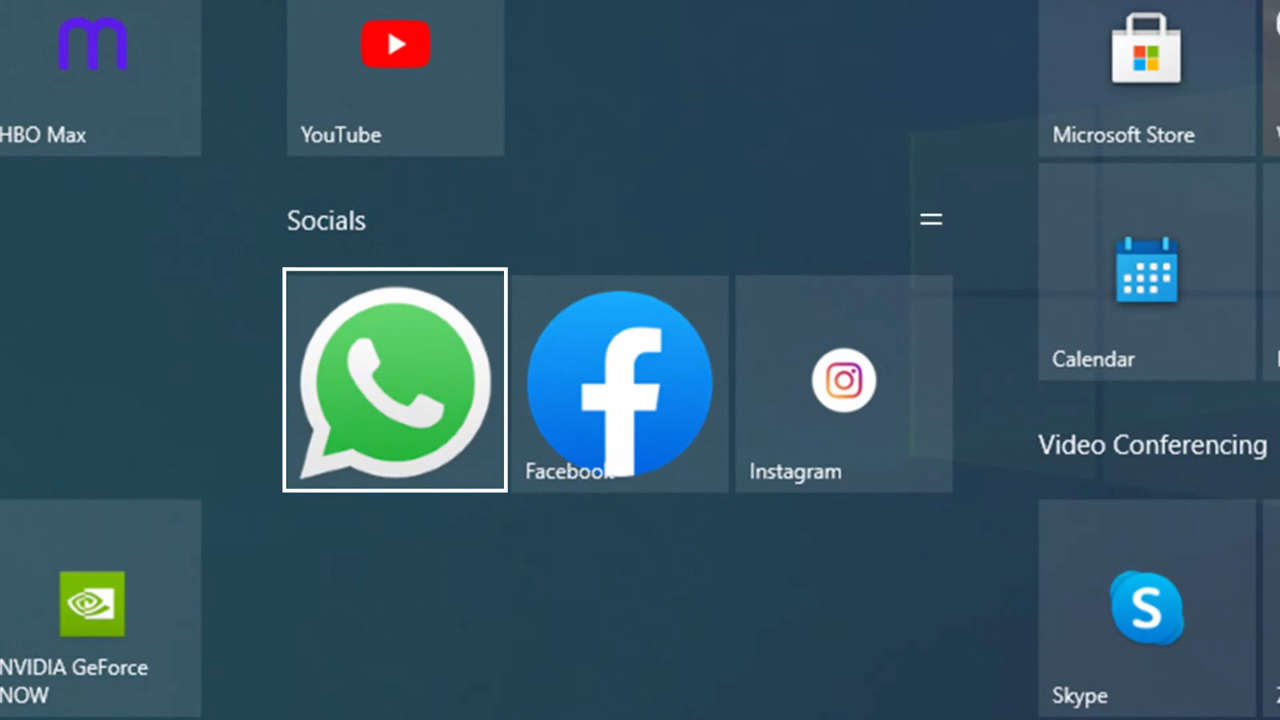 HBO Max
YouTube
Microsoft Store
Socials
Calendar
Facebook
Instagram
Video Conferencing
NVIDIA GeForce
NOW
Skype